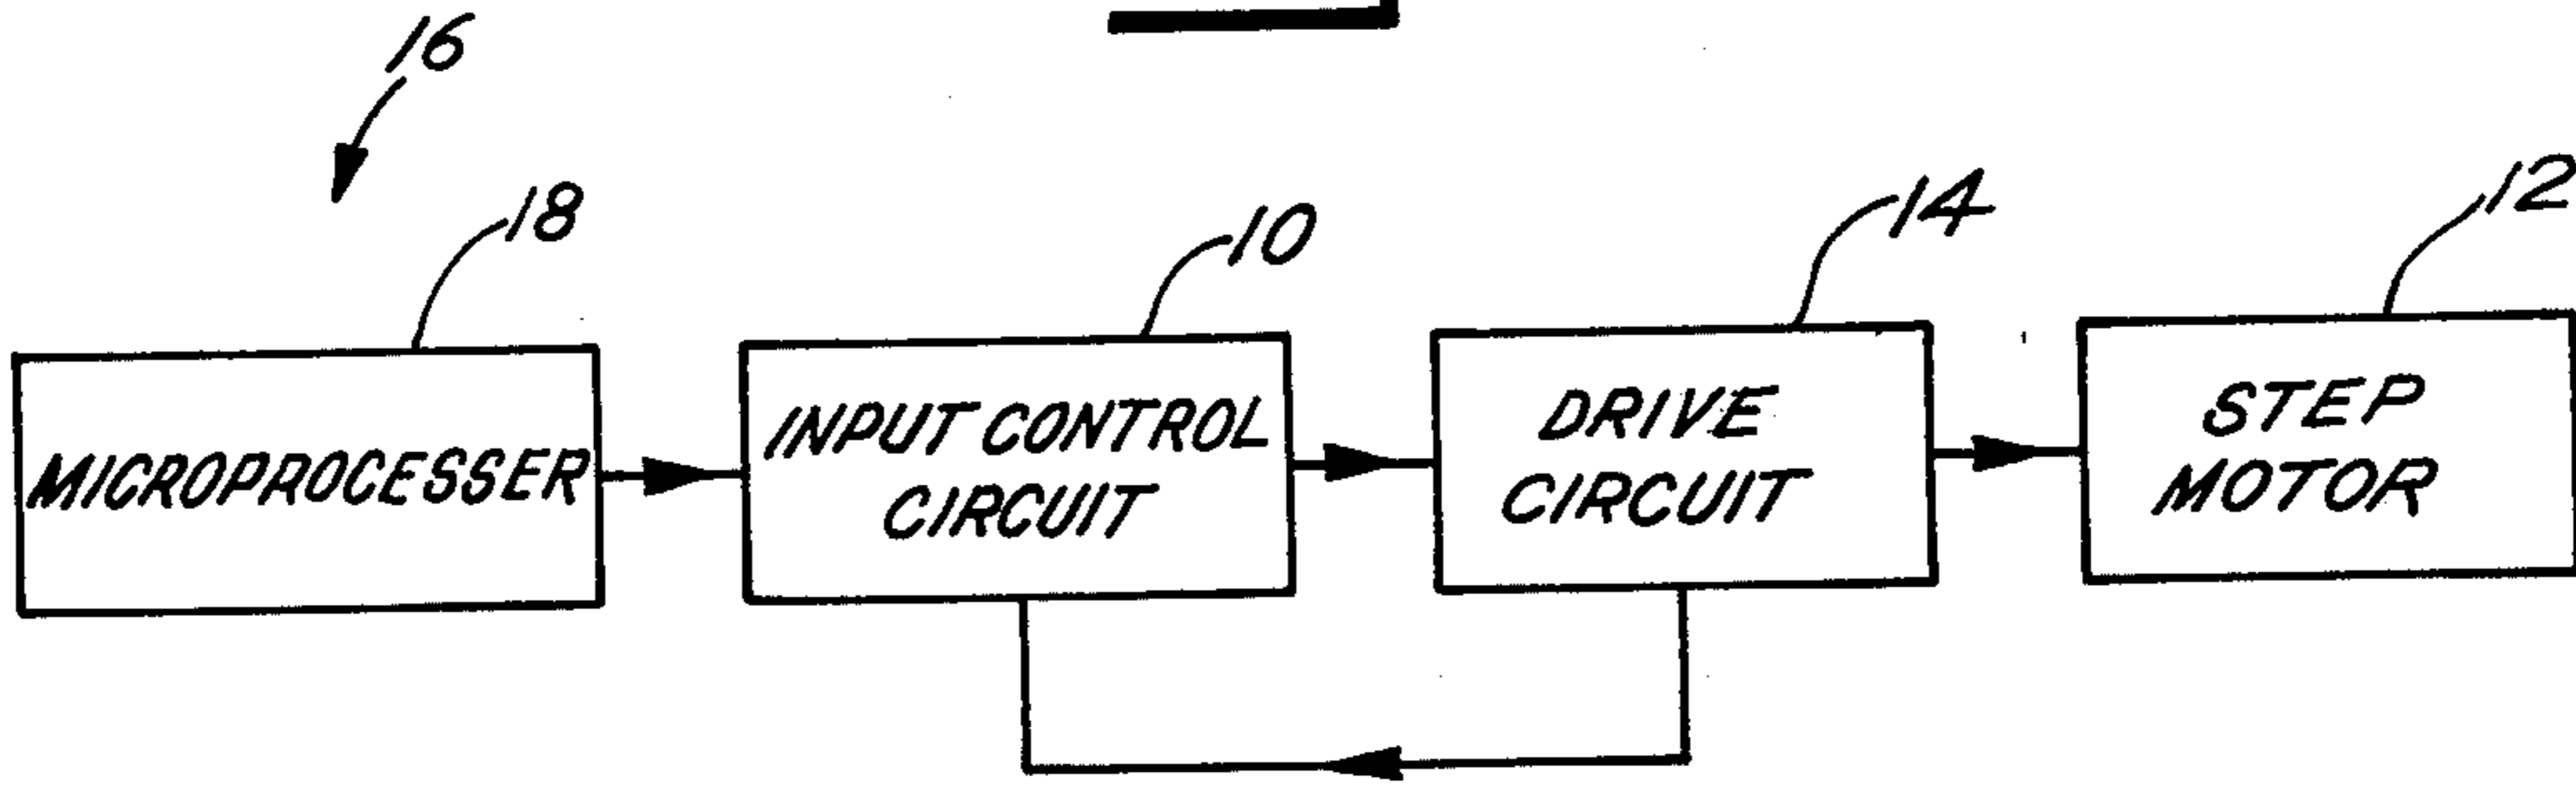 16
18
10
14
12
MICROPROCESSER
INPUT CONTROL
CIRCUIT
DRIVE
CIRCUIT
STEP
MOTOR